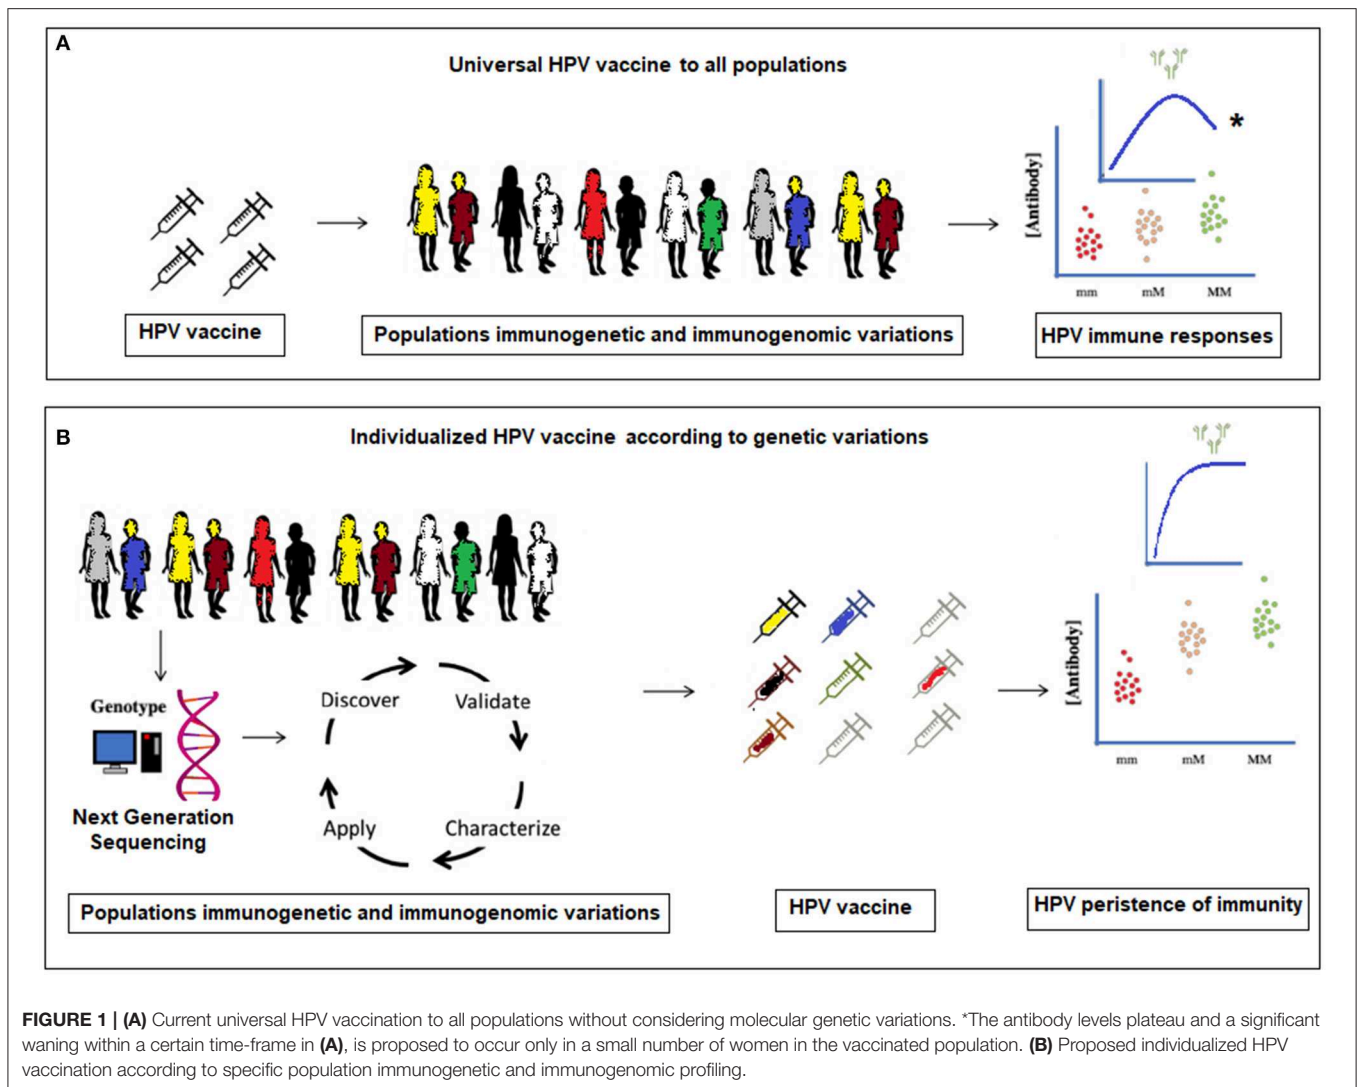 A
Universal HPV vaccine to all populations
*
[Antibody]
mm mM MM
HPV vaccine
Populations immunogenetic and immunogenomic variations
HPV immune responses
B
Individualized HPV vaccine according to genetic variations
Genotype
Next Generation
Sequencing
Discover
Validate
Apply
Characterize
[Antibody]
mm mM MM
Populations immunogenetic and immunogenomic variations
HPV vaccine
HPV peristence of immunity
FIGURE 1 | (A) Current universal HPV vaccination to all populations without considering molecular genetic variations. *The antibody levels plateau and a significant
waning within a certain time-frame in (A), is proposed to occur only in a small number of women in the vaccinated population. (B) Proposed individualized HPV
vaccination according to specific population immunogenetic and immunogenomic profiling.